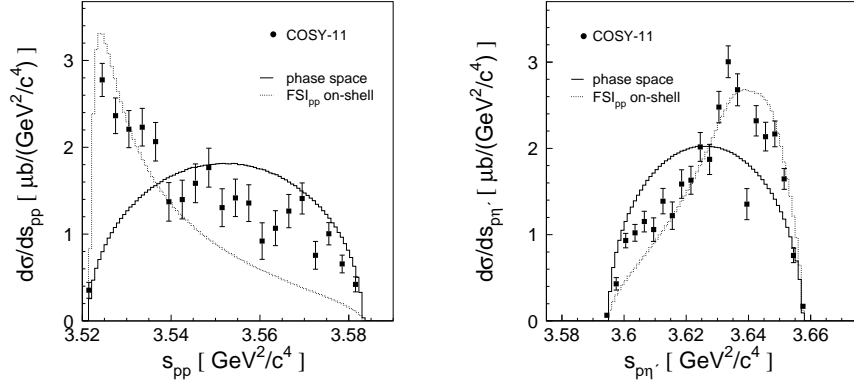 dσ/ds_pp [ μb/(GeV²/c⁴) ]
3
2
1
0
COSY-11
phase space
FSI_pp on-shell
3.52 3.54 3.56 3.58
s_pp [ GeV²/c⁴ ]
dσ/ds_pη´ [ μb/(GeV²/c⁴) ]
3
2
1
0
COSY-11
phase space
FSI_pp on-shell
3.58 3.6 3.62 3.64 3.66
s_pη´ [ GeV²/c⁴ ]